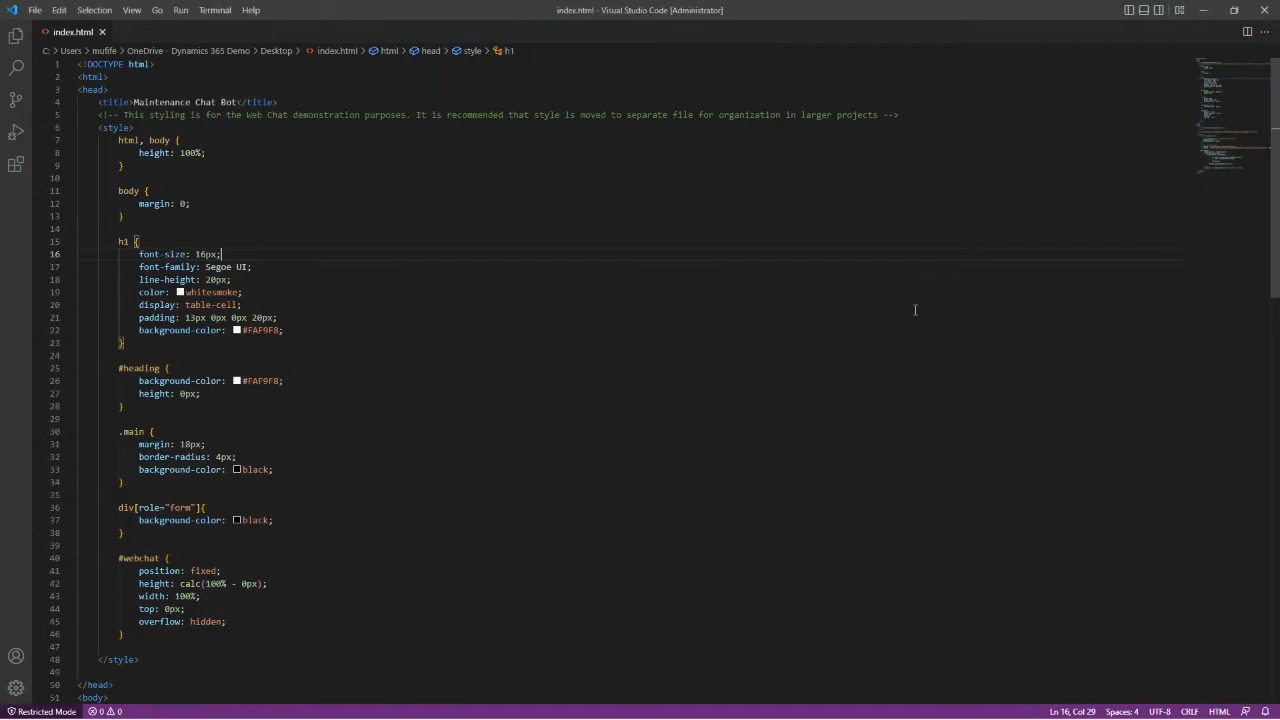 File Edit Selection View Go Run Terminal Help
index.html - Visual Studio Code [Administrator]
index.html
C: > Users > mufife > OneDrive - Dynamics 365 Demo > Desktop > index.html > html > head > style > h1
1 <!DOCTYPE html>
2 <html>
3 <head>
4 <title>Maintenance Chat Bot</title>
5 <!-- This styling is for the Web Chat demonstration purposes. It is recommended that style is moved to separate file for organization in larger projects -->
6 <style>
7 html, body {
8 height: 100%;
9 }
10
11 body {
12 margin: 0;
13 }
14
15 h1 {
16 font-size: 16px;
17 font-family: Segoe UI;
18 line-height: 20px;
19 color: whitesmoke;
20 display: table-cell;
21 padding: 13px 0px 0px 20px;
22 background-color: #FAF9F8;
23 }
24
25 #heading {
26 background-color: #FAF9F8;
27 height: 0px;
28 }
29
30 .main {
31 margin: 18px;
32 border-radius: 4px;
33 background-color: black;
34 }
35
36 div[role="form"]{
37 background-color: black;
38 }
39
40 #webchat {
41 position: fixed;
42 height: calc(100% - 0px);
43 width: 100%;
44 top: 0px;
45 overflow: hidden;
46 }
47
48 </style>
49
50 </head>
51 <body>
Restricted Mode 0 0 Ln 16, Col 29 Spaces: 4 UTF-8 CRLF HTML